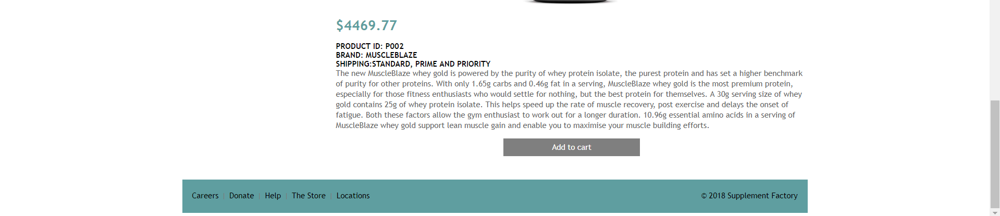 $4469.77
PRODUCT ID: P002
BRAND: MUSCLEBLAZE
SHIPPING:STANDARD, PRIME AND PRIORITY
The new MuscleBlaze whey gold is powered by the purity of whey protein isolate, the purest protein and has set a higher benchmark
of purity for other proteins. With only 1.65g carbs and 0.46g fat in a serving, MuscleBlaze whey gold is the most premium protein,
especially for those fitness enthusiasts who would settle for nothing, but the best protein for themselves. A 30g serving size of whey
gold contains 25g of whey protein isolate. This helps speed up the rate of muscle recovery, post exercise and delays the onset of
fatigue. Both these factors allow the gym enthusiast to work out for a longer duration. 10.96g essential amino acids in a serving of
MuscleBlaze whey gold support lean muscle gain and enable you to maximise your muscle building efforts.
Add to cart
Careers | Donate | Help | The Store | Locations © 2018 Supplement Factory